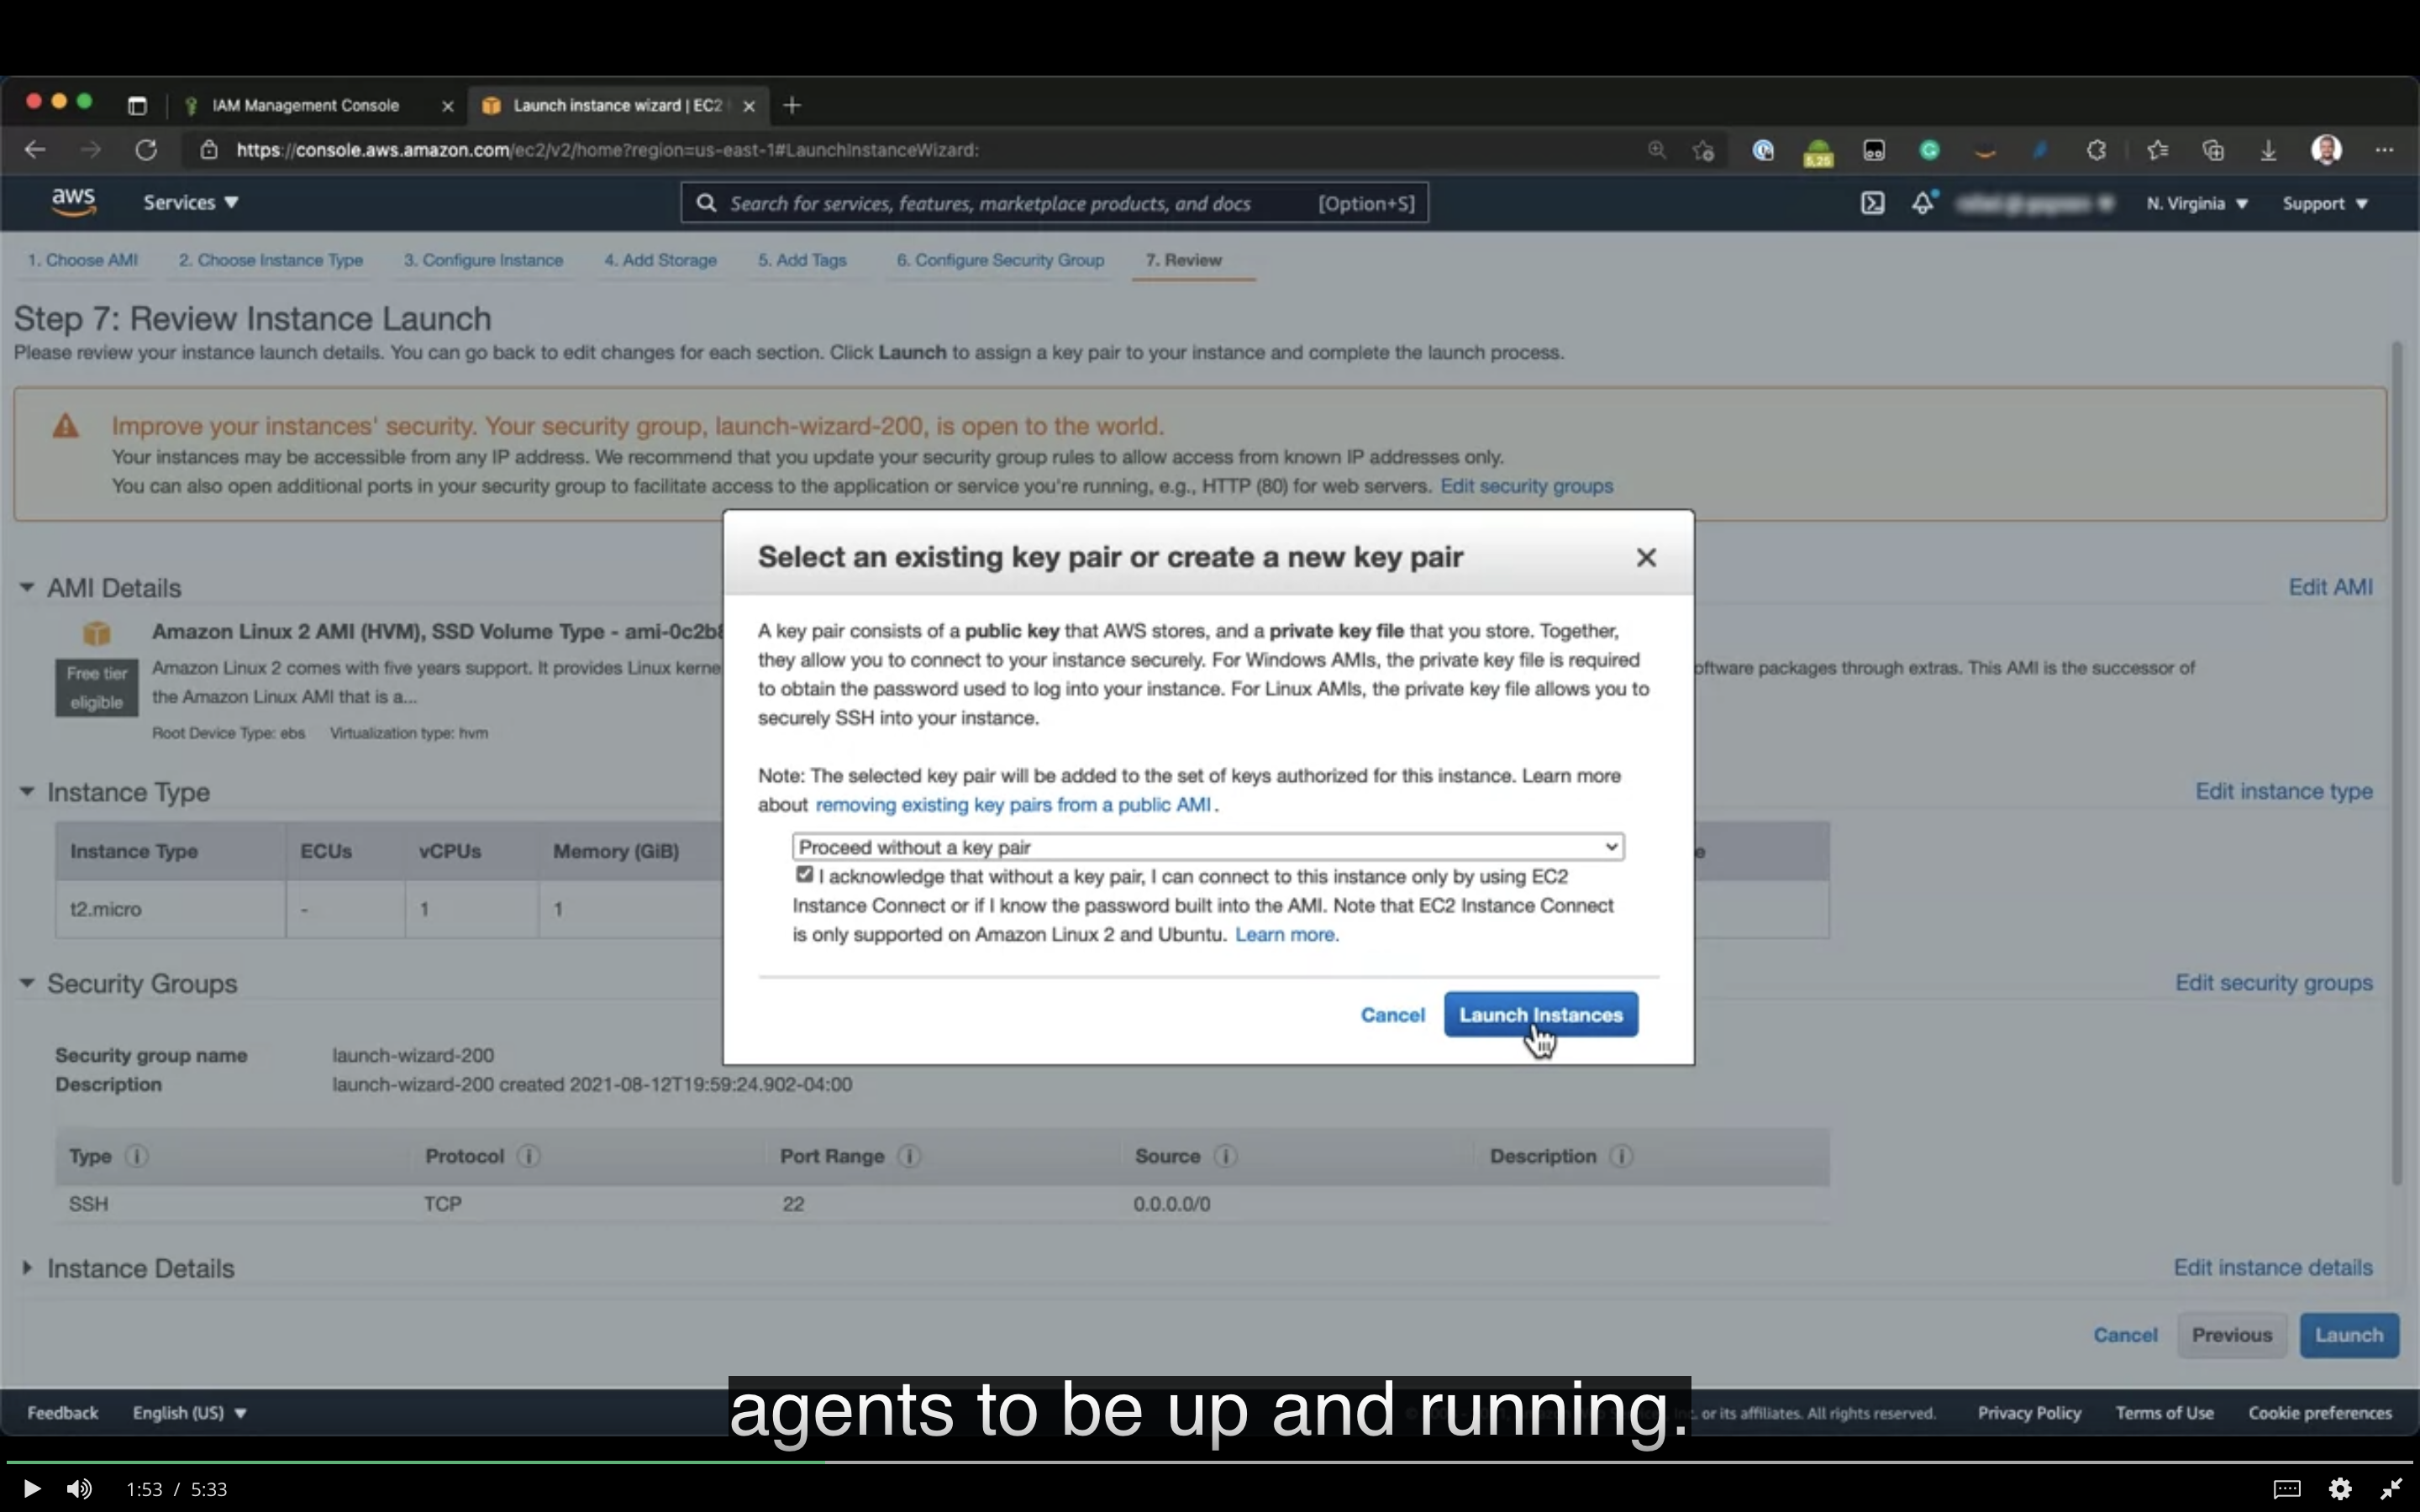 IAM Management Console
Launch instance wizard | EC2
https://console.aws.amazon.com/ec2/v2/home?region=us-east-1#LaunchInstanceWizard:
5,25
aws
Services
Search for services, features, marketplace products, and docs
[Option+S]
N. Virginia
Support
1. Choose AMI
2. Choose Instance Type
3. Configure Instance
4. Add Storage
5. Add Tags
6. Configure Security Group
7. Review
Step 7: Review Instance Launch
Please review your instance launch details. You can go back to edit changes for each section. Click Launch to assign a key pair to your instance and complete the launch process.
Improve your instances' security. Your security group, launch-wizard-200, is open to the world.
Your instances may be accessible from any IP address. We recommend that you update your security group rules to allow access from known IP addresses only.
You can also open additional ports in your security group to facilitate access to the application or service you're running, e.g., HTTP (80) for web servers. Edit security groups
AMI Details
Edit AMI
Amazon Linux 2 AMI (HVM), SSD Volume Type - ami-0c2b8
Free tier
eligible
Amazon Linux 2 comes with five years support. It provides Linux kerne
oftware packages through extras. This AMI is the successor of
the Amazon Linux AMI that is a...
Root Device Type: ebs Virtualization type: hvm
Instance Type
Edit instance type
Instance Type ECUs vCPUs Memory (GiB)
e
t2.micro - 1 1
Security Groups
Edit security groups
Security group name launch-wizard-200
Description launch-wizard-200 created 2021-08-12T19:59:24.902-04:00
Type Protocol Port Range Source Description
SSH TCP 22 0.0.0.0/0
Instance Details
Edit instance details
Select an existing key pair or create a new key pair
A key pair consists of a public key that AWS stores, and a private key file that you store. Together,
they allow you to connect to your instance securely. For Windows AMIs, the private key file is required
to obtain the password used to log into your instance. For Linux AMIs, the private key file allows you to
securely SSH into your instance.
Note: The selected key pair will be added to the set of keys authorized for this instance. Learn more
about removing existing key pairs from a public AMI.
Proceed without a key pair
I acknowledge that without a key pair, I can connect to this instance only by using EC2
Instance Connect or if I know the password built into the AMI. Note that EC2 Instance Connect
is only supported on Amazon Linux 2 and Ubuntu. Learn more.
Cancel
Launch Instances
Cancel
Previous
Launch
agents to be up and running.
Feedback
English (US)
. or its affiliates. All rights reserved.
Privacy Policy
Terms of Use
Cookie preferences
1:53 / 5:33